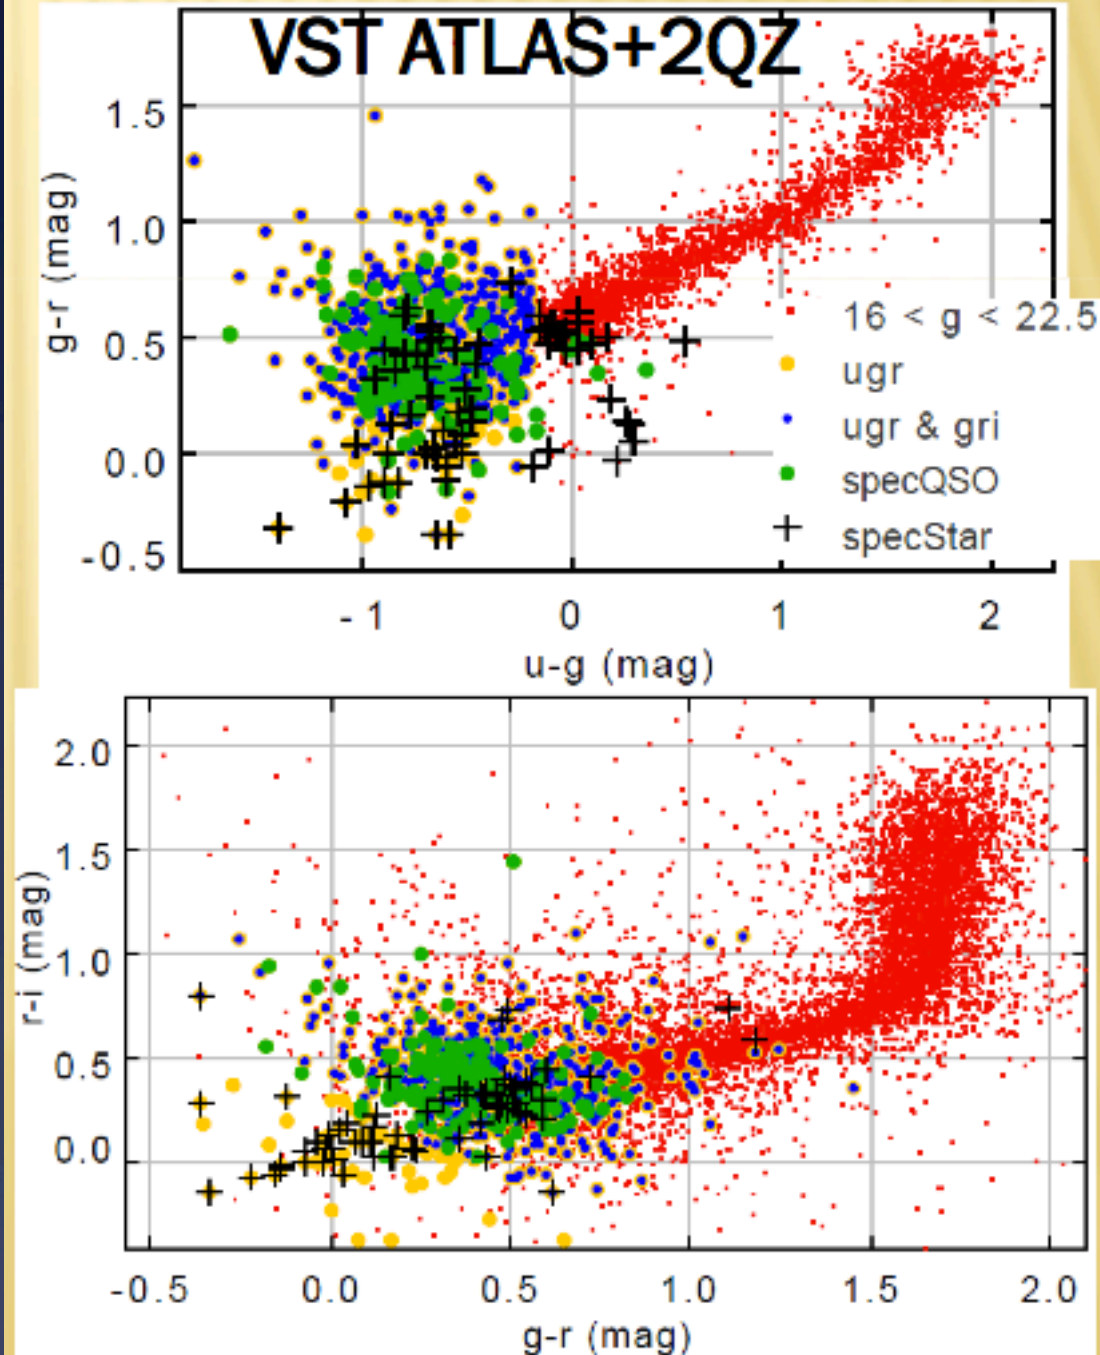 VST ATLAS+2QZ
1.5
1.0
0.5
0.0
-0.5
g-r (mag)
16 < g < 22.5
ugr
ugr & gri
specQSO
specStar
-1 0 1 2
u-g (mag)
2.0
1.5
1.0
0.5
0.0
r-i (mag)
-0.5 0.0 0.5 1.0 1.5 2.0
g-r (mag)